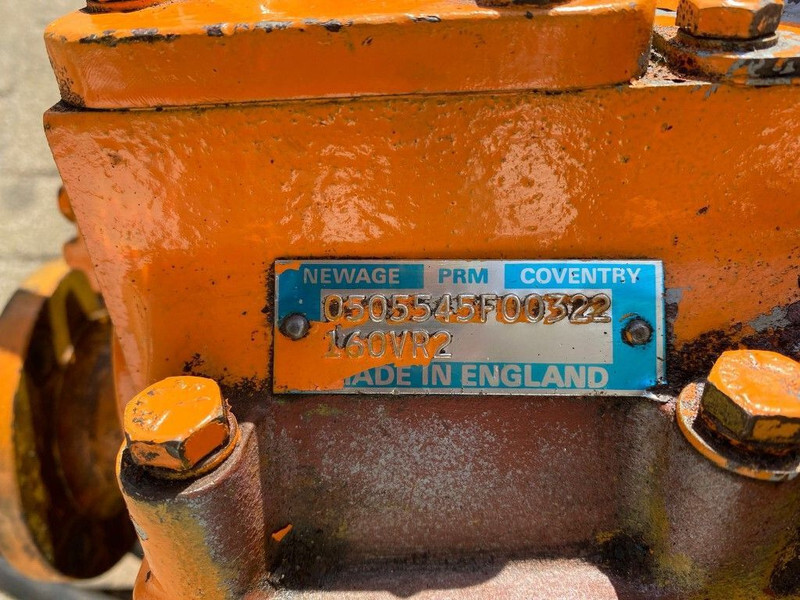 NEWAGE PRM COVENTRY
0505545F00322
160VR2
MADE IN ENGLAND